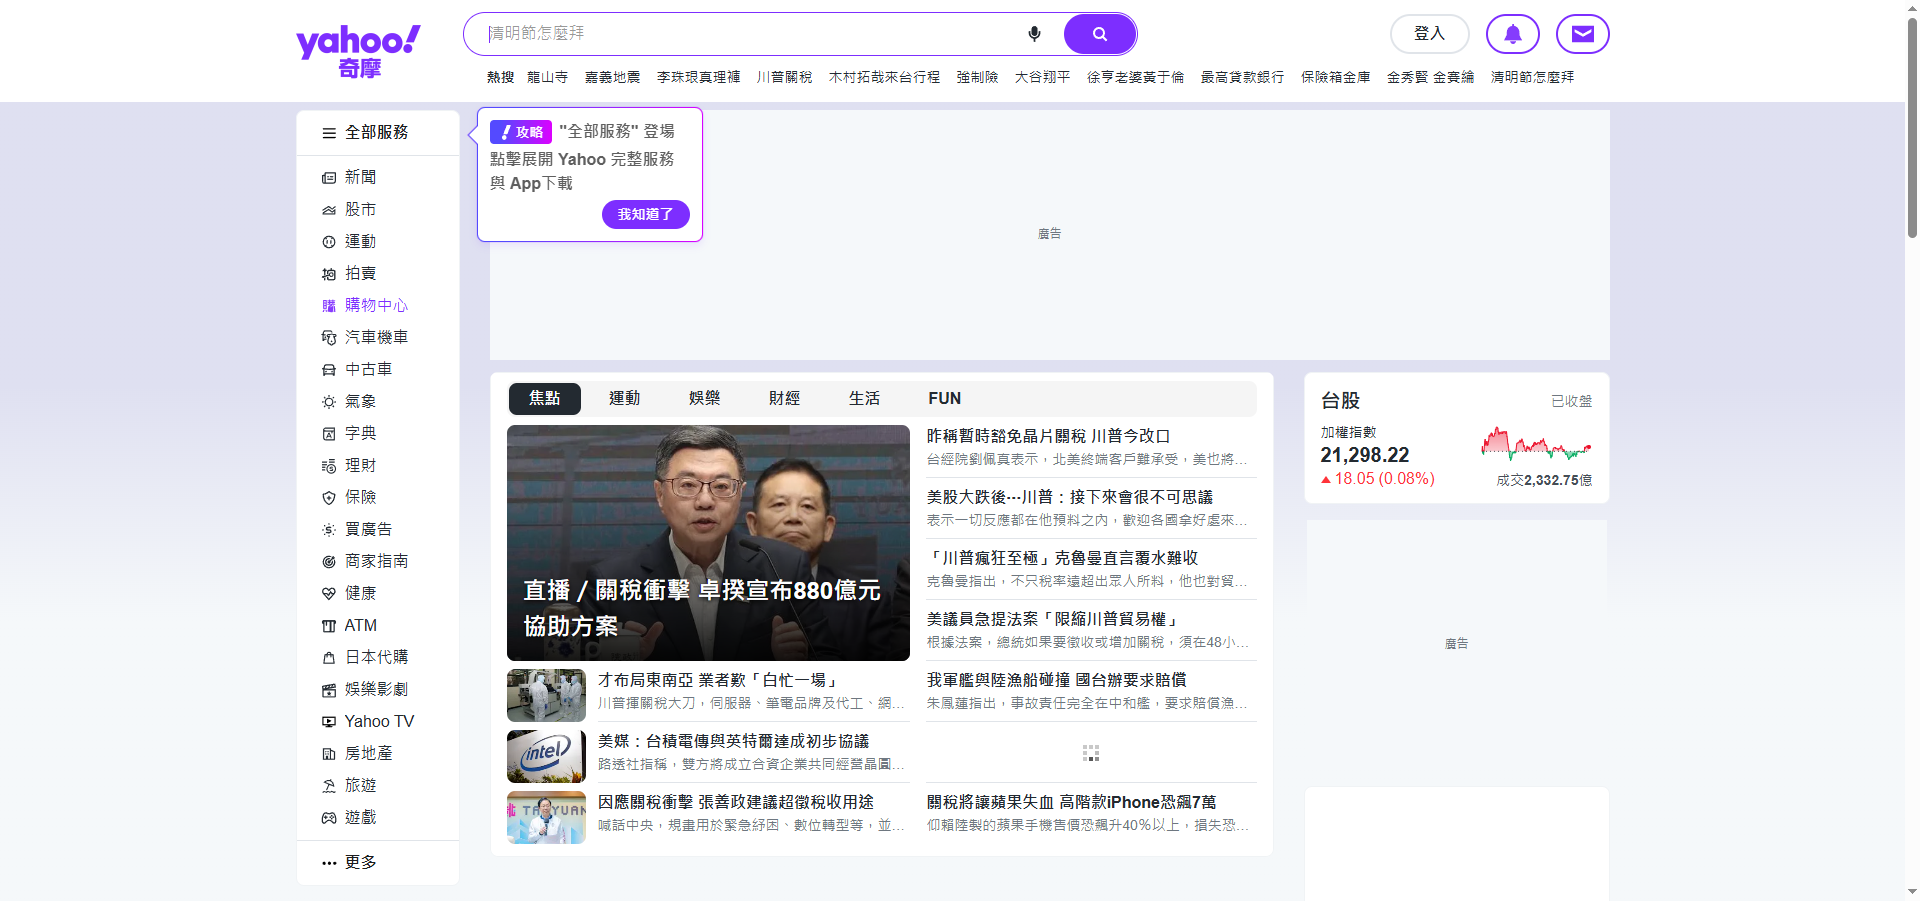 yahoo!
奇摩
清明節怎麼拜
登入
熱搜 龍山寺 嘉義地震 李珠珢真理褲 川普關稅 木村拓哉來台行程 強制險 大谷翔平 徐亨老婆黃于倫 最高貸款銀行 保險箱金庫 金秀賢 金賽綸 清明節怎麼拜
全部服務
新聞
股市
運動
拍賣
購物中心
汽車機車
中古車
氣象
字典
理財
保險
買廣告
商家指南
健康
ATM
日本代購
娛樂影劇
Yahoo TV
房地產
旅遊
遊戲
更多
攻略 "全部服務" 登場
點擊展開 Yahoo 完整服務
與 App下載
我知道了
廣告
焦點 運動 娛樂 財經 生活 FUN
直播 / 關稅衝擊 卓揆宣布880億元
協助方案
才布局東南亞 業者歎「白忙一場」
川普揮關稅大刀，伺服器、筆電品牌及代工、網…
intel
美媒：台積電傳與英特爾達成初步協議
路透社指稱，雙方將成立合資企業共同經營晶圓…
因應關稅衝擊 張善政建議超徵稅收用途
喊話中央，規畫用於緊急紓困、數位轉型等，並…
昨稱暫時豁免晶片關稅 川普今改口
台經院劉佩真表示，北美終端客戶難承受，美也將…
美股大跌後…川普：接下來會很不可思議
表示一切反應都在他預料之內，歡迎各國拿好處來…
「川普瘋狂至極」克魯曼直言覆水難收
克魯曼指出，不只稅率遠超出眾人所料，他也對貿…
美議員急提法案「限縮川普貿易權」
根據法案，總統如果要徵收或增加關稅，須在48小…
我軍艦與陸漁船碰撞 國台辦要求賠償
朱鳳蓮指出，事故責任完全在中和艦，要求賠償漁…
關稅將讓蘋果失血 高階款iPhone恐飆7萬
仰賴陸製的蘋果手機售價恐飆升40%以上，損失恐…
台股
已收盤
加權指數
21,298.22
18.05 (0.08%)
成交2,332.75億
廣告